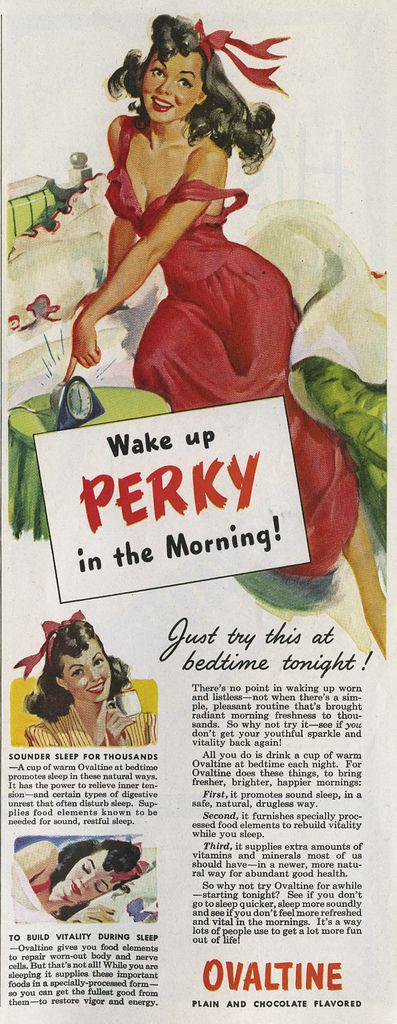 Wake up
PERKY
in the Morning!
Just try this at
bedtime tonight!
SOUNDER SLEEP FOR THOUSANDS
—A cup of warm Ovaltine at bedtime
promotes sleep in these natural ways.
It has the power to relieve inner ten-
sion—and certain types of digestive
unrest that often disturb sleep. Sup-
plies food elements known to be
needed for sound, restful sleep.
TO BUILD VITALITY DURING SLEEP
—Ovaltine gives you food elements
to repair worn-out body and nerve
cells. But that's not all! While you are
sleeping it supplies these important
foods in a specially-processed form—
so you can get the fullest good from
them—to restore vigor and energy.
There's no point in waking up worn
and listless—not when there's a sim-
ple, pleasant routine that's brought
radiant morning freshness to thou-
sands. So why not try it—see if you
don't get your youthful sparkle and
vitality back again!
All you do is drink a cup of warm
Ovaltine at bedtime each night. For
Ovaltine does these things, to bring
fresher, brighter, happier mornings:
First, it promotes sound sleep, in a
safe, natural, drugless way.
Second, it furnishes specially proc-
essed food elements to rebuild vitality
while you sleep.
Third, it supplies extra amounts of
vitamins and minerals most of us
should have—in a newer, more natu-
ral way for abundant good health.
So why not try Ovaltine for awhile
—starting tonight? See if you don't
go to sleep quicker, sleep more soundly
and see if you don't feel more refreshed
and vital in the mornings. It's a way
lots of people use to get a lot more fun
out of life!
OVALTINE
PLAIN AND CHOCOLATE FLAVORED